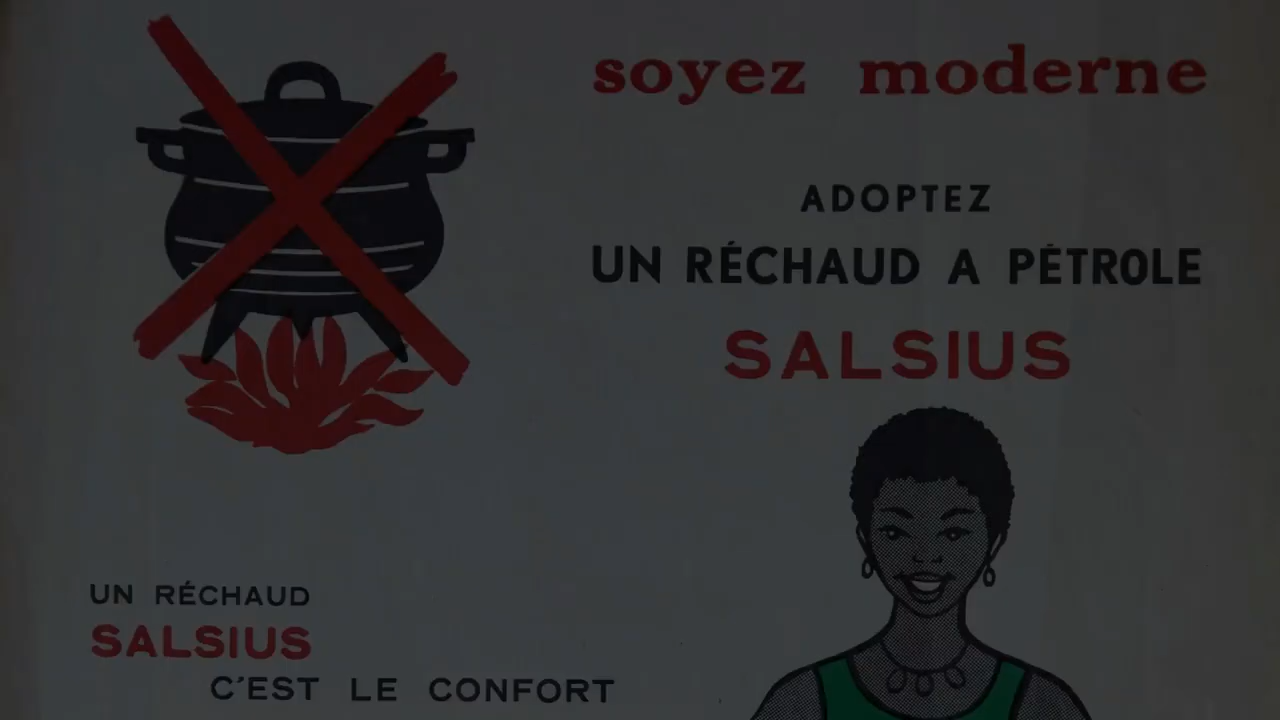 soyez moderne
ADOPTEZ
UN RÉCHAUD A PÉTROLE
SALSIUS
UN RÉCHAUD
SALSIUS
C'EST LE CONFORT